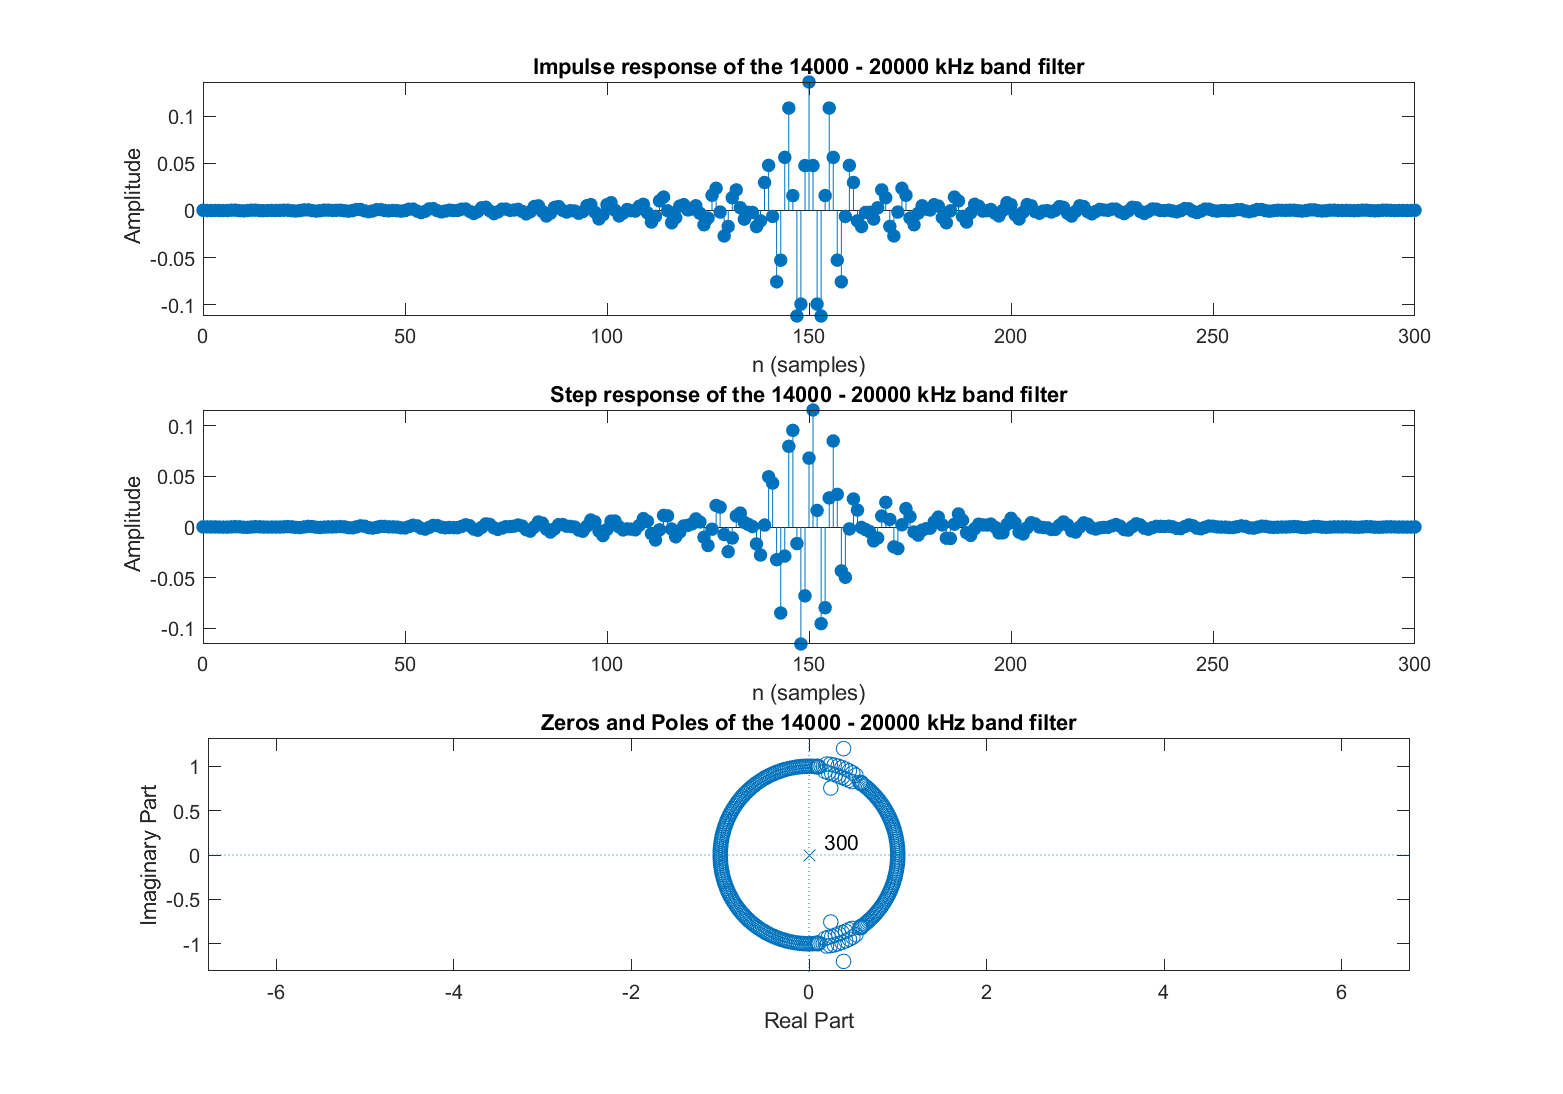 Impulse response of the 14000 - 20000 kHz band filter
Amplitude
0.1
0.05
0
-0.05
-0.1
0 50 100 150 200 250 300
n (samples)
Step response of the 14000 - 20000 kHz band filter
Amplitude
0.1
0.05
0
-0.05
-0.1
0 50 100 150 200 250 300
n (samples)
Zeros and Poles of the 14000 - 20000 kHz band filter
Imaginary Part
1
0.5
0
-0.5
-1
300
-6 -4 -2 0 2 4 6
Real Part